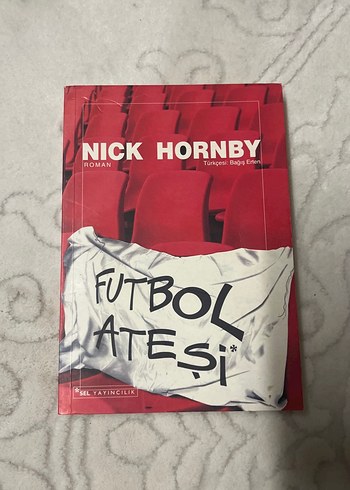 NICK HORNBY
ROMAN
Türkçesi: Bağış Erten
FUTBOL
ATEŞİ*
*SEL YAYINCILIK